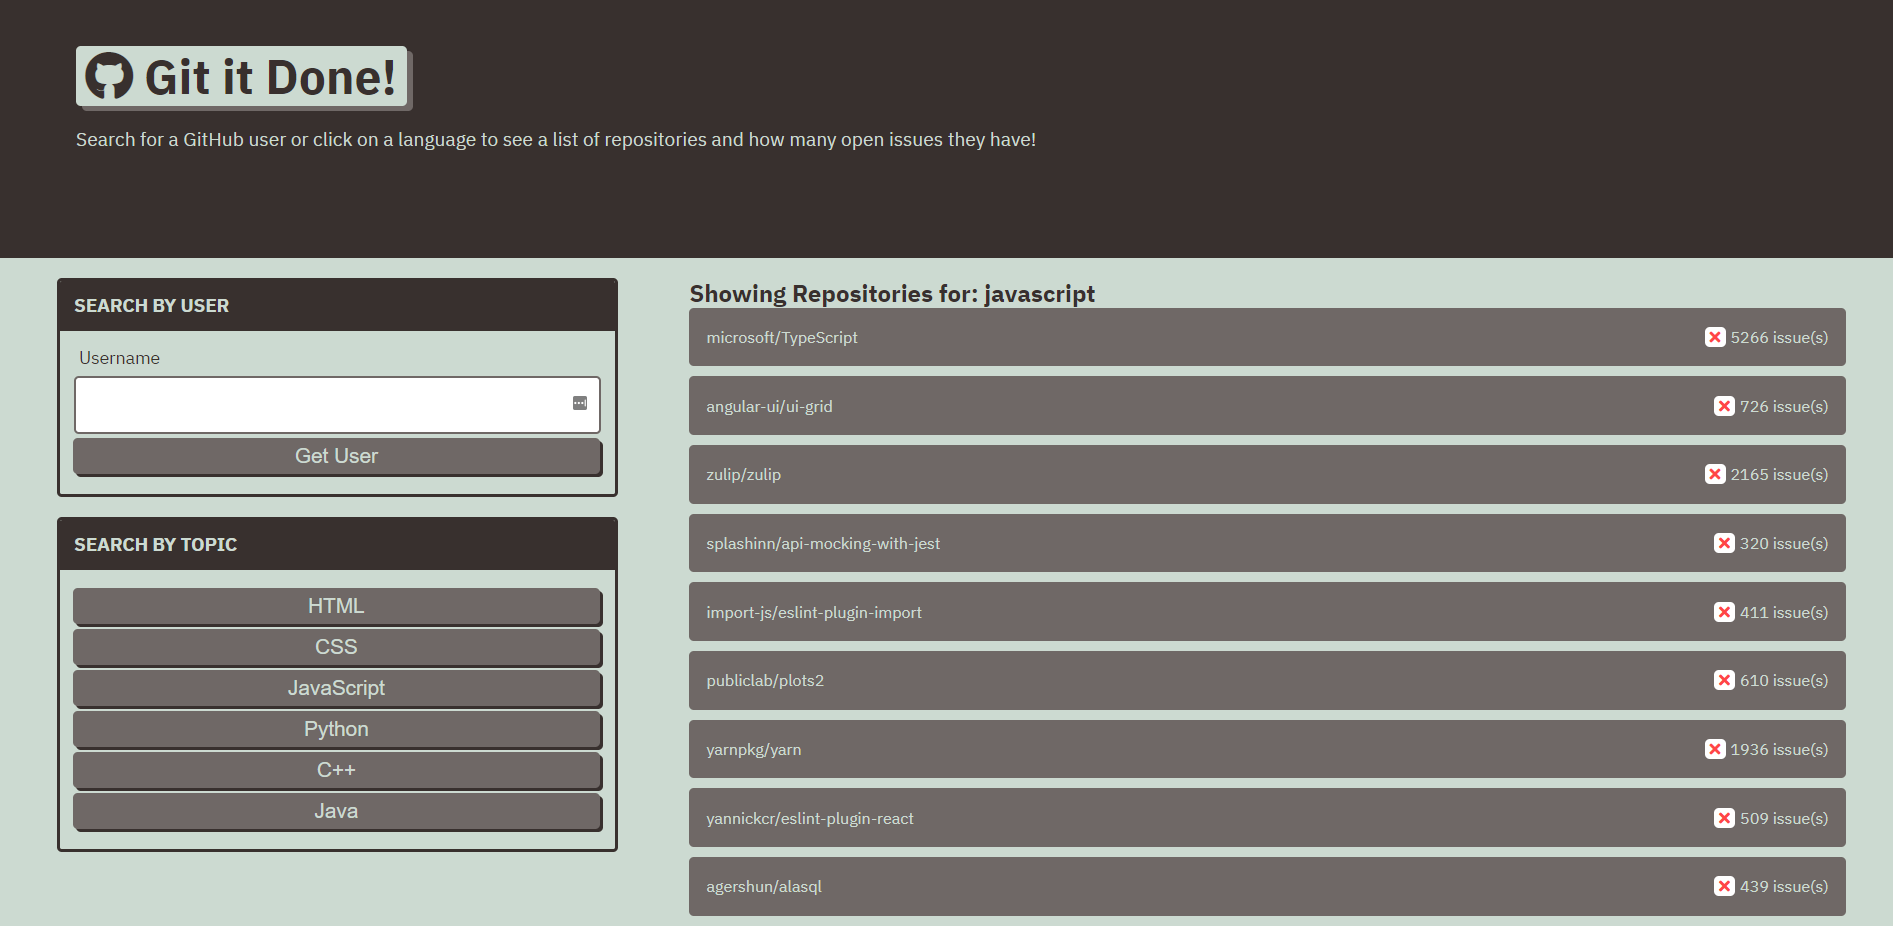 Git it Done!
Search for a GitHub user or click on a language to see a list of repositories and how many open issues they have!
SEARCH BY USER
Username
Get User
SEARCH BY TOPIC
HTML
CSS
JavaScript
Python
C++
Java
Showing Repositories for: javascript
microsoft/TypeScript 5266 issue(s)
angular-ui/ui-grid 726 issue(s)
zulip/zulip 2165 issue(s)
splashinn/api-mocking-with-jest 320 issue(s)
import-js/eslint-plugin-import 411 issue(s)
publiclab/plots2 610 issue(s)
yarnpkg/yarn 1936 issue(s)
yannickcr/eslint-plugin-react 509 issue(s)
agershun/alasql 439 issue(s)